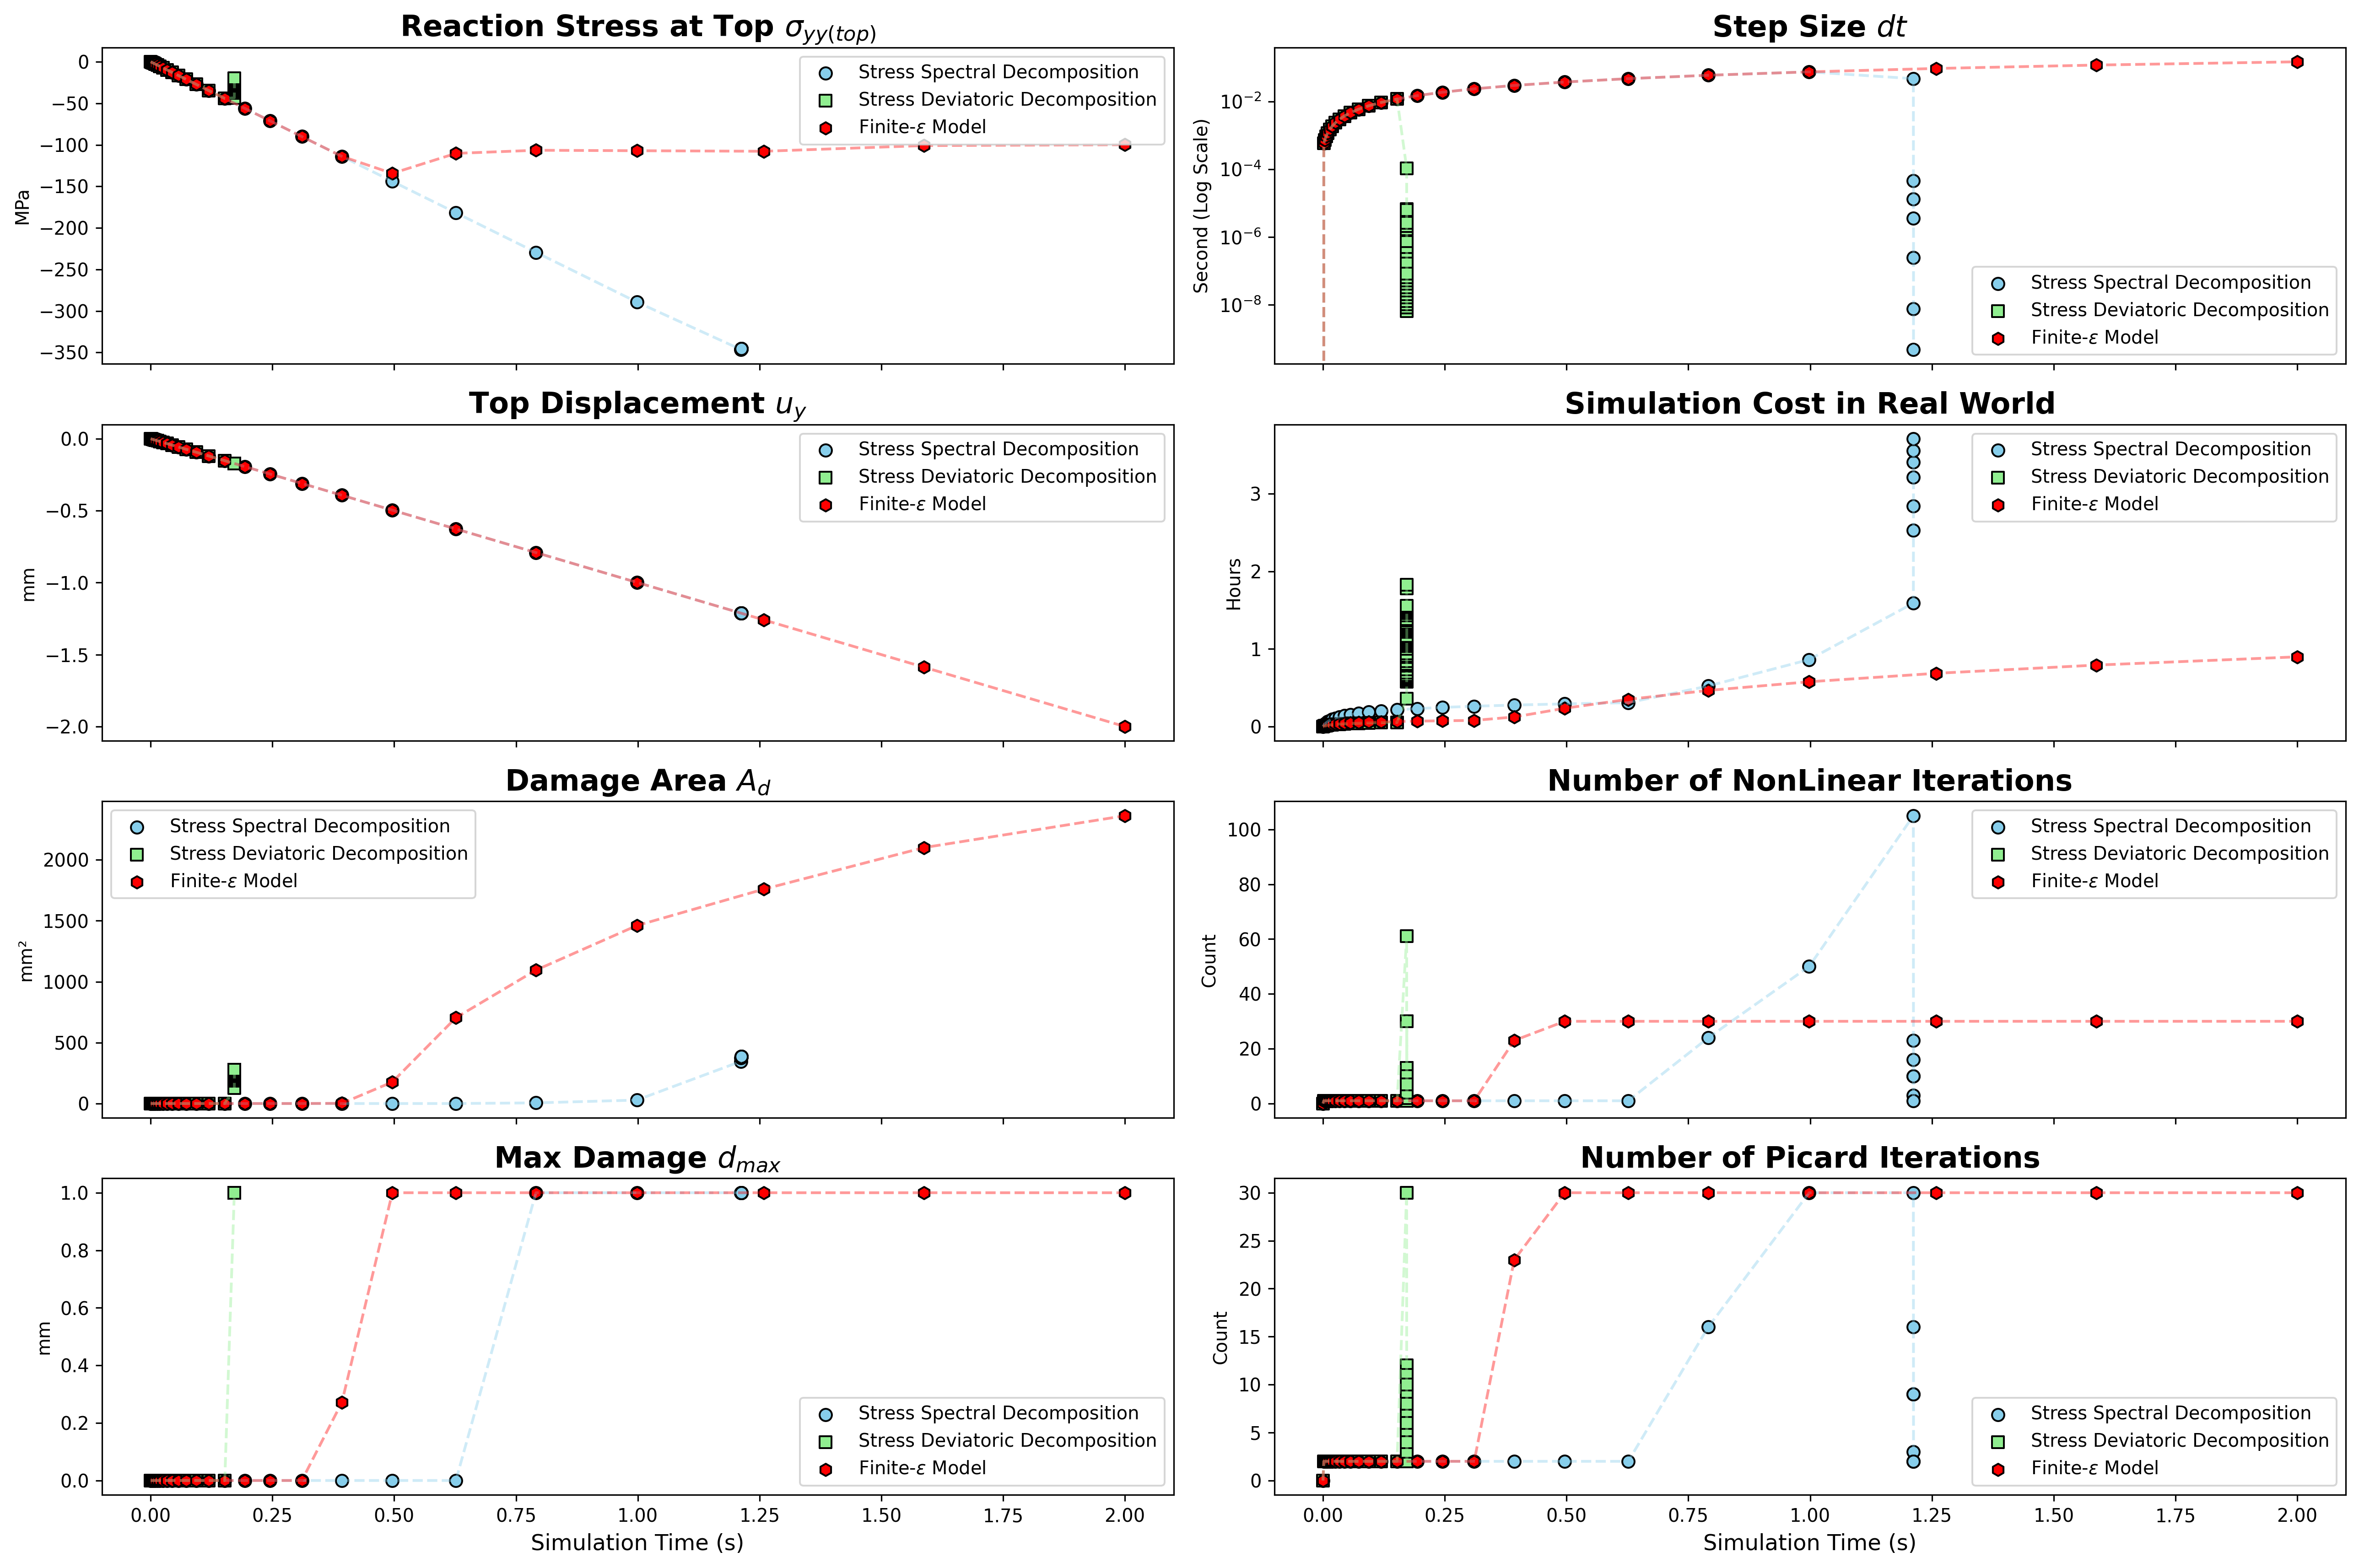 Reaction Stress at Top σyy(top)
0
−50
−100
−150
−200
−250
−300
−350
MPa
Stress Spectral Decomposition
Stress Deviatoric Decomposition
Finite-ε Model
Step Size dt
10⁻²
10⁻⁴
10⁻⁶
10⁻⁸
Second (Log Scale)
Stress Spectral Decomposition
Stress Deviatoric Decomposition
Finite-ε Model
Top Displacement uy
0.0
−0.5
−1.0
−1.5
−2.0
mm
Stress Spectral Decomposition
Stress Deviatoric Decomposition
Finite-ε Model
Simulation Cost in Real World
3
2
1
0
Hours
Stress Spectral Decomposition
Stress Deviatoric Decomposition
Finite-ε Model
Damage Area Ad
2000
1500
1000
500
0
mm²
Stress Spectral Decomposition
Stress Deviatoric Decomposition
Finite-ε Model
Number of NonLinear Iterations
100
80
60
40
20
0
Count
Stress Spectral Decomposition
Stress Deviatoric Decomposition
Finite-ε Model
Max Damage dmax
1.0
0.8
0.6
0.4
0.2
0.0
mm
Stress Spectral Decomposition
Stress Deviatoric Decomposition
Finite-ε Model
0.00 0.25 0.50 0.75 1.00 1.25 1.50 1.75 2.00
Simulation Time (s)
Number of Picard Iterations
30
25
20
15
10
5
0
Count
Stress Spectral Decomposition
Stress Deviatoric Decomposition
Finite-ε Model
0.00 0.25 0.50 0.75 1.00 1.25 1.50 1.75 2.00
Simulation Time (s)